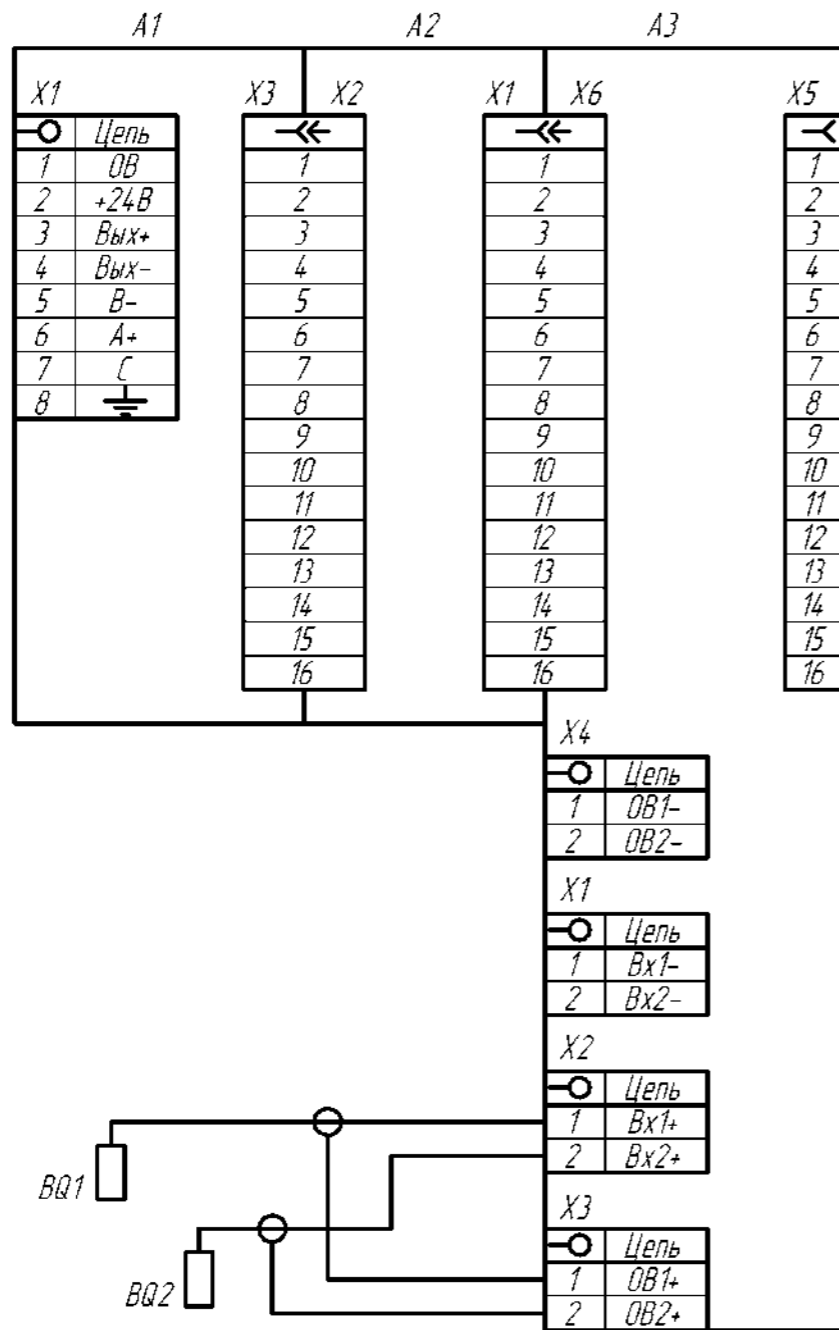 A1 A2 A3
X1 X3 X2 X1 X6 X5
Цепь
1 0В 1 1 1
2 +24В 2 2 2
3 Вых+ 3 3 3
4 Вых- 4 4 4
5 В- 5 5 5
6 А+ 6 6 6
7 С 7 7 7
8 8 8 8
9 9 9
10 10 10
11 11 11
12 12 12
13 13 13
14 14 14
15 15 15
16 16 16
X4
Цепь
1 0В1-
2 0В2-
X1
Цепь
1 Вх1-
2 Вх2-
X2
Цепь
1 Вх1+
2 Вх2+
BQ1
X3
Цепь
1 0В1+
BQ2
2 0В2+